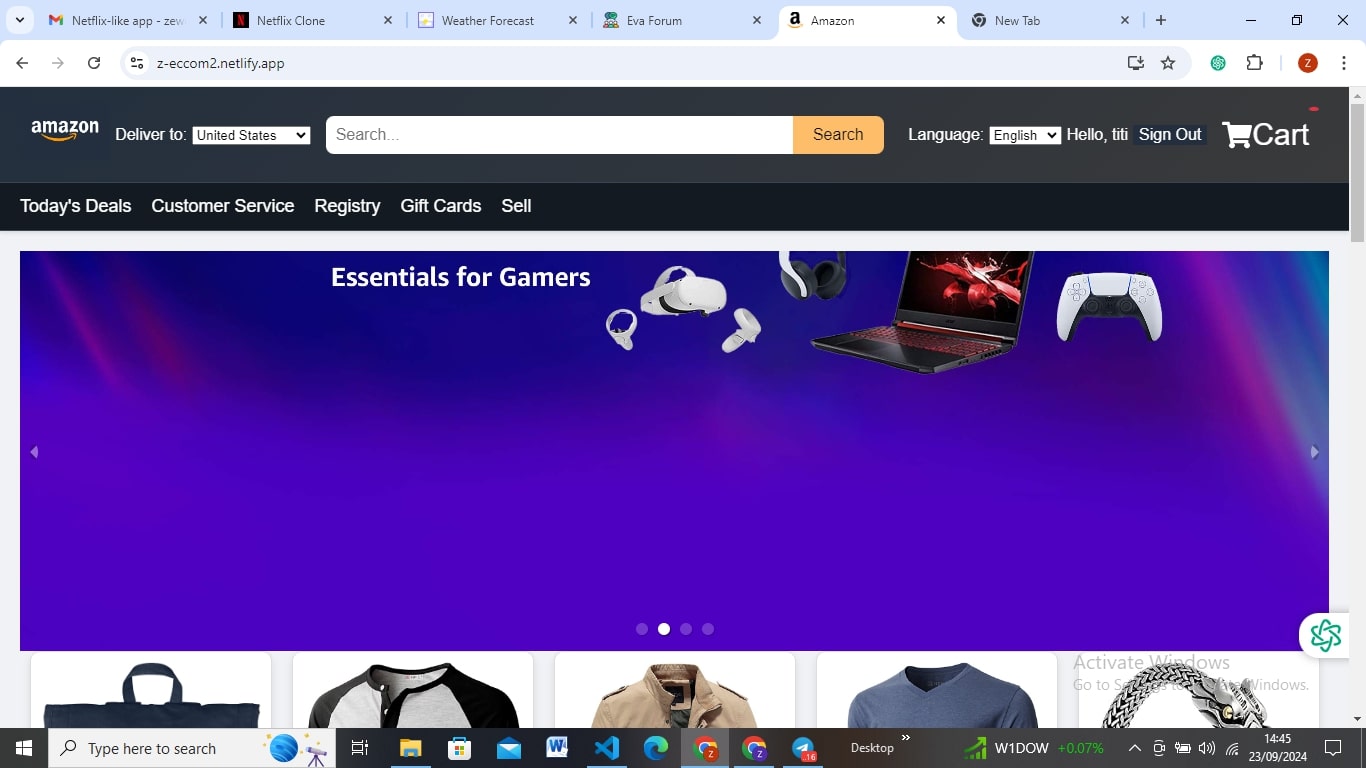 Netflix-like app - zew
Netflix Clone
Weather Forecast
Eva Forum
Amazon
New Tab
z-eccom2.netlify.app
Z
amazon
Deliver to:
United States
Search...
Search
Language:
English
Hello, titi
Sign Out
Cart
Today's Deals
Customer Service
Registry
Gift Cards
Sell
Essentials for Gamers
Activate Windows
Go to Settings to activate Windows.
Type here to search
Desktop
W1DOW +0.07%
14:45
23/09/2024